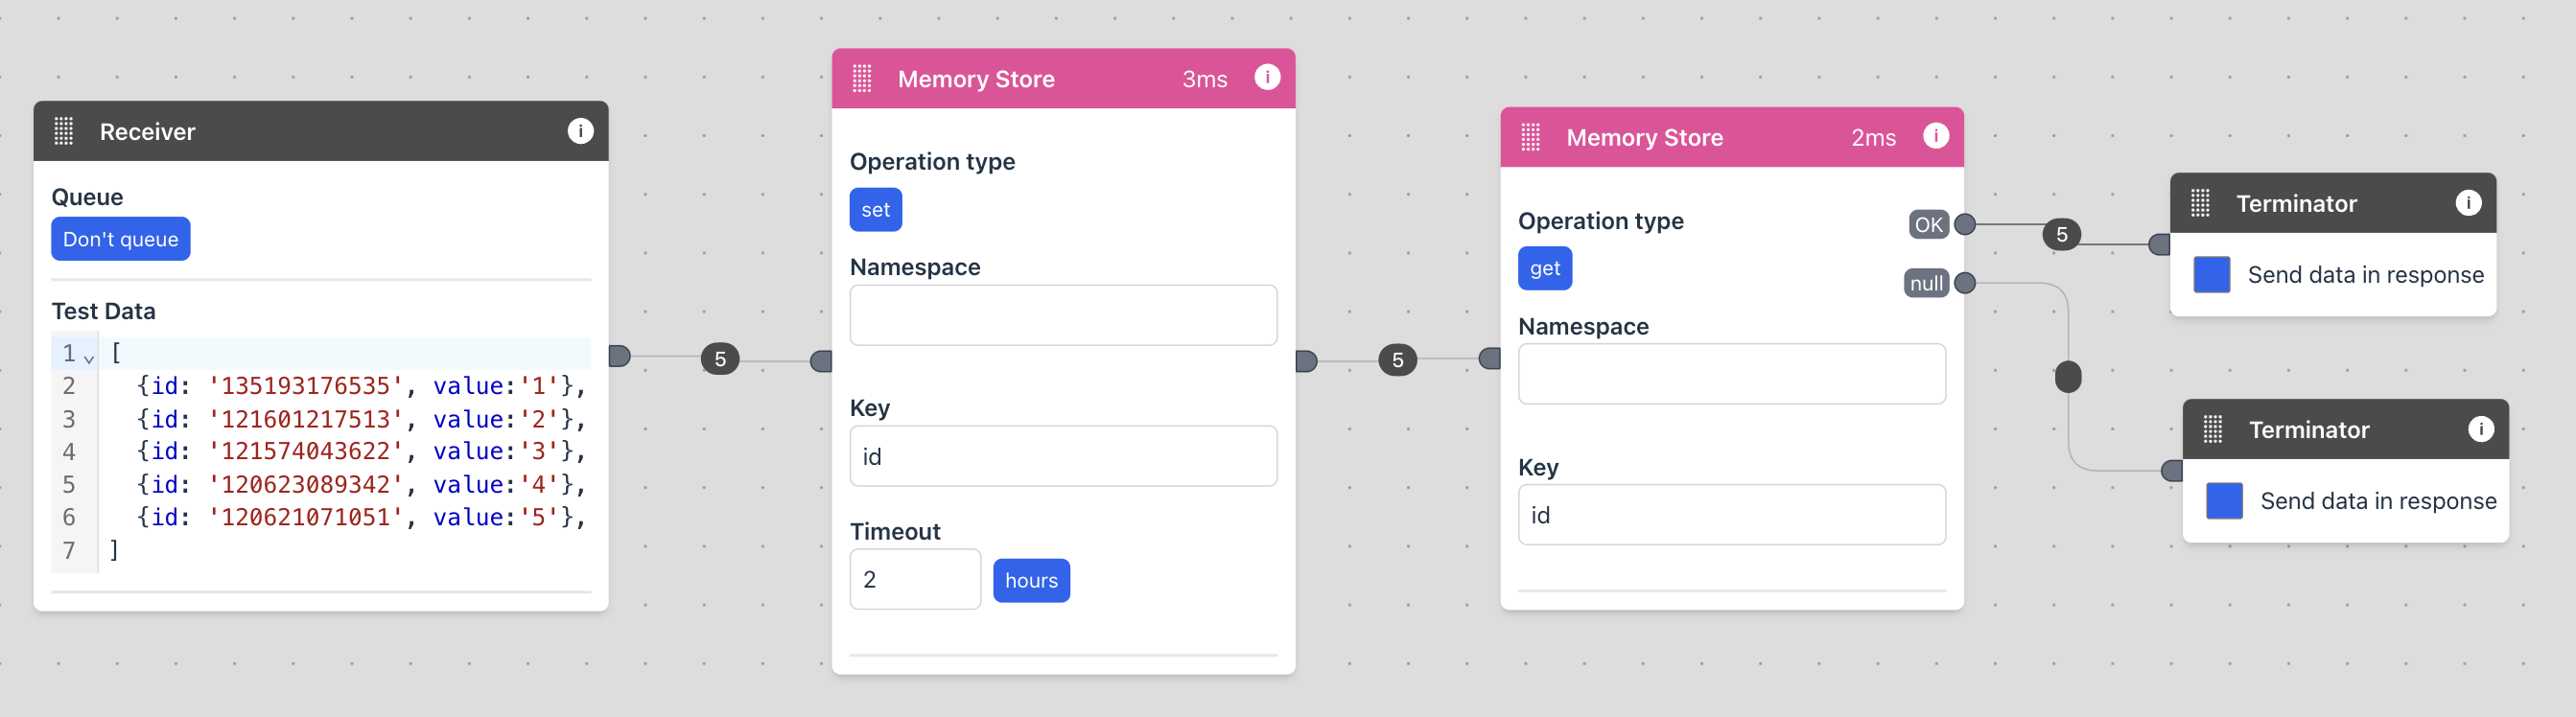 Receiver
Queue
Don't queue
Test Data
1 [
2 {id: '135193176535', value:'1'},
3 {id: '121601217513', value:'2'},
4 {id: '121574043622', value:'3'},
5 {id: '120623089342', value:'4'},
6 {id: '120621071051', value:'5'},
7 ]
5
Memory Store 3ms
Operation type
set
Namespace
Key
id
Timeout
2 hours
5
Memory Store 2ms
Operation type
get
OK
null
Namespace
Key
id
5
Terminator
Send data in response
Terminator
Send data in response